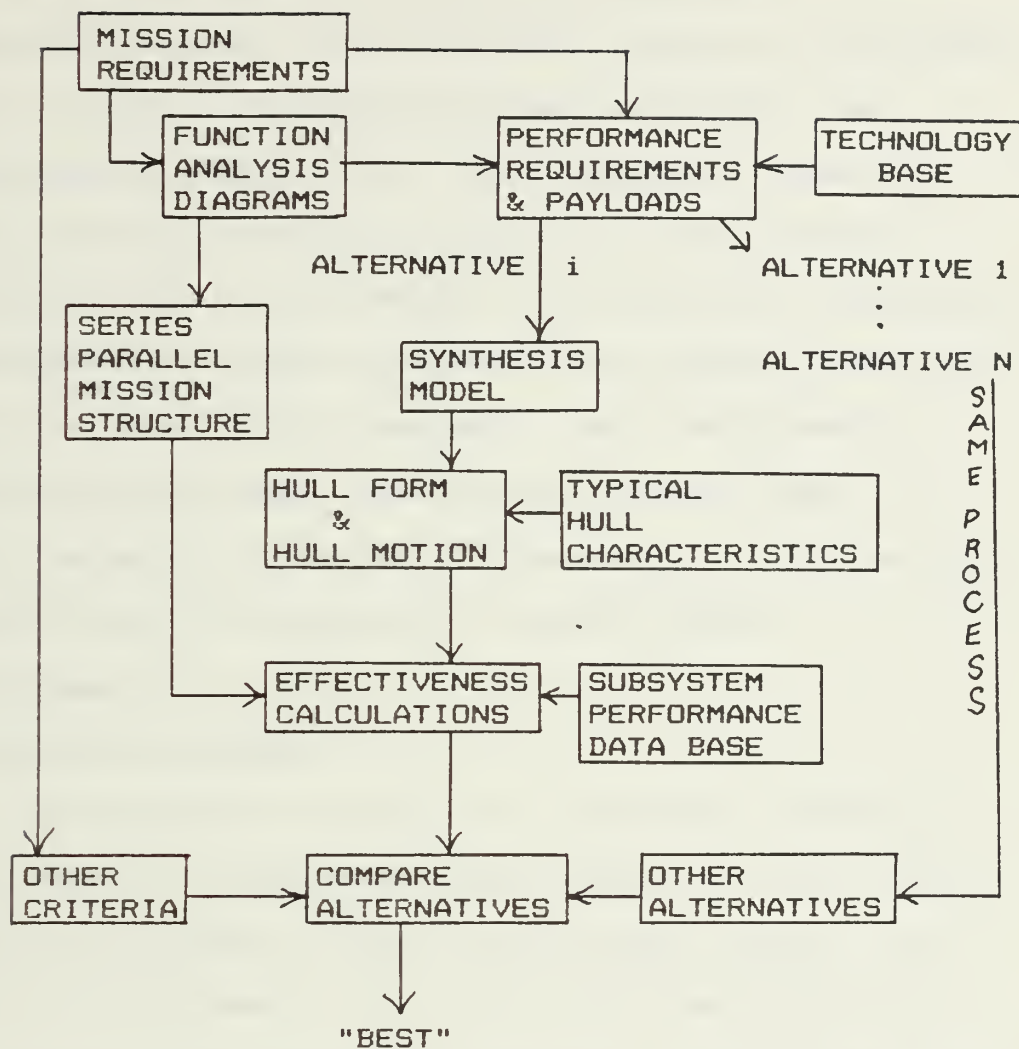 MISSION
REQUIREMENTS
FUNCTION
ANALYSIS
DIAGRAMS
PERFORMANCE
REQUIREMENTS
& PAYLOADS
TECHNOLOGY
BASE
ALTERNATIVE i
ALTERNATIVE 1
ALTERNATIVE N
SERIES
PARALLEL
MISSION
STRUCTURE
SYNTHESIS
MODEL
SAME PROCESS
HULL FORM
&
HULL MOTION
TYPICAL
HULL
CHARACTERISTICS
EFFECTIVENESS
CALCULATIONS
SUBSYSTEM
PERFORMANCE
DATA BASE
OTHER
CRITERIA
COMPARE
ALTERNATIVES
OTHER
ALTERNATIVES
"BEST"